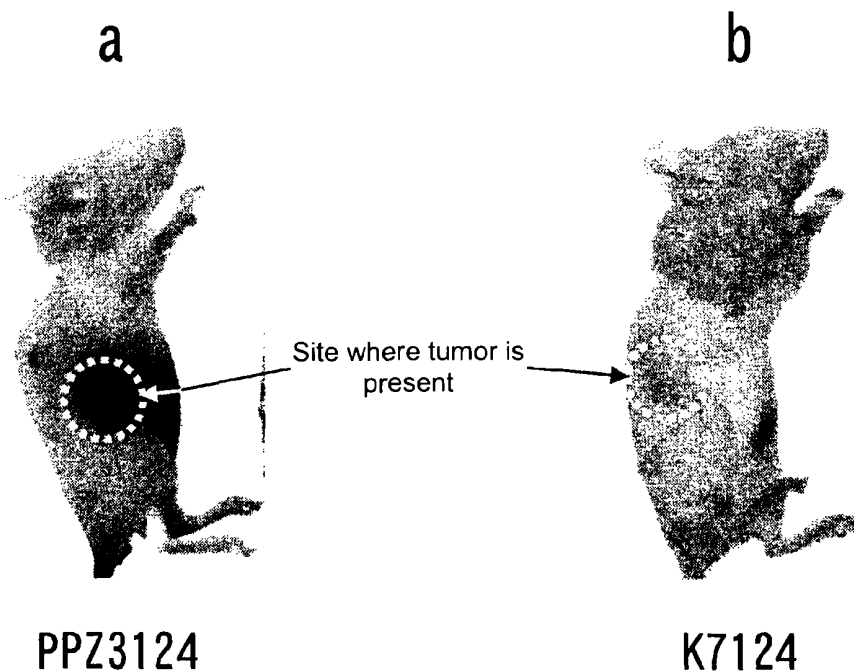 a
b
Site where tumor is
present
PPZ3124
K7124